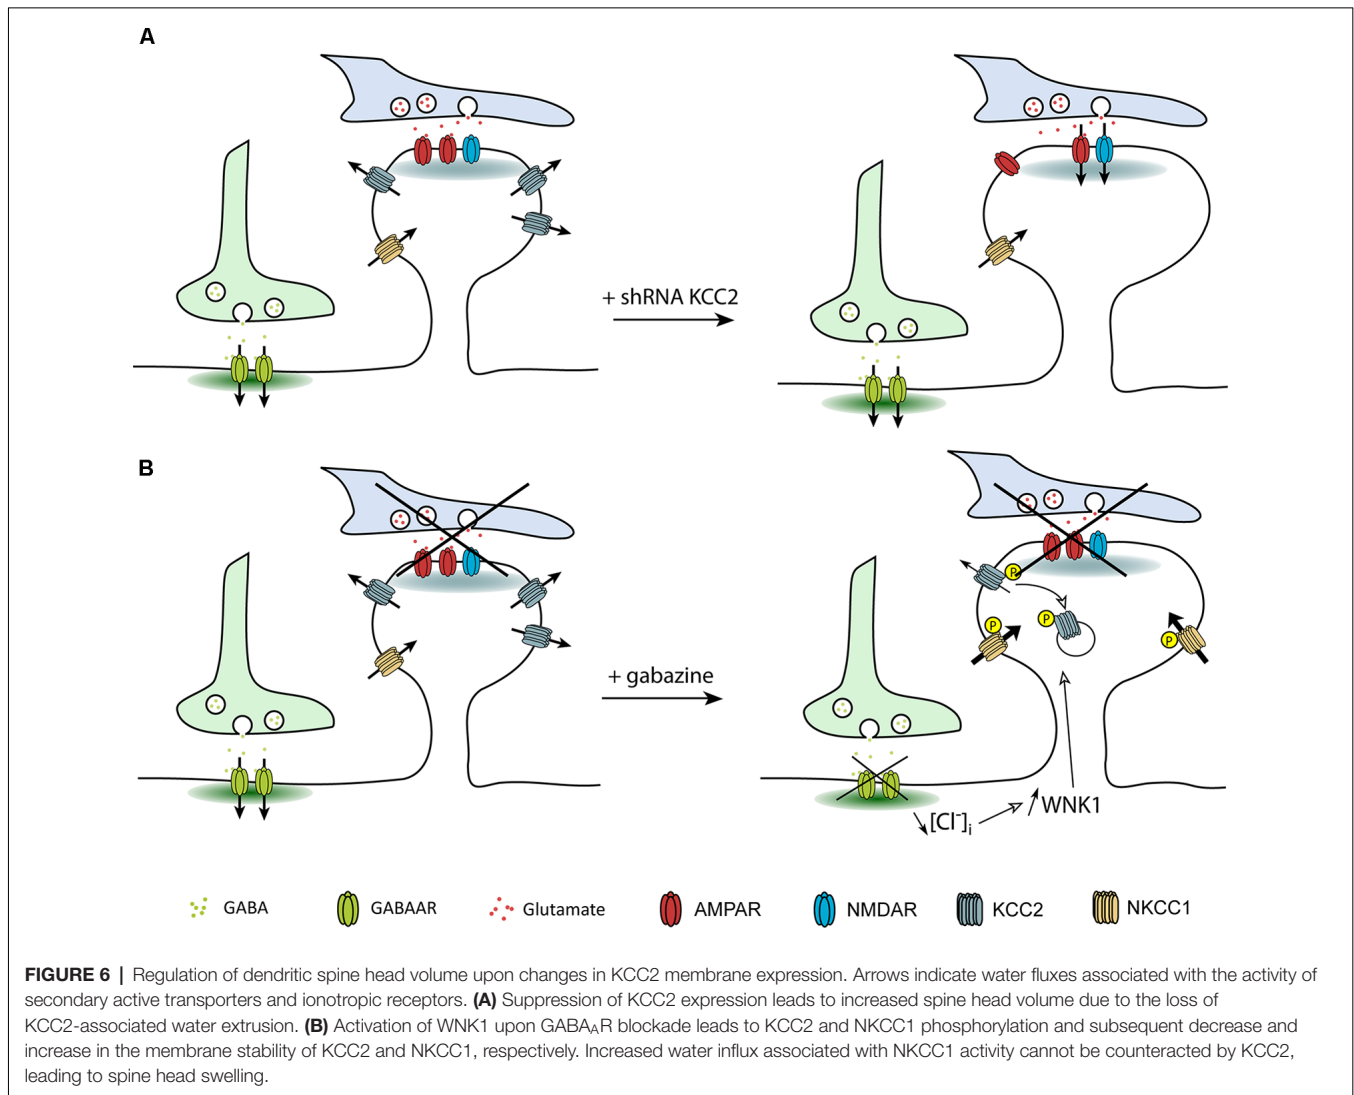 A
+ shRNA KCC2
B
+ gabazine
P
P
P
P
[Cl⁻]ᵢ
WNK1
GABA
GABAAR
Glutamate
AMPAR
NMDAR
KCC2
NKCC1
FIGURE 6 | Regulation of dendritic spine head volume upon changes in KCC2 membrane expression. Arrows indicate water fluxes associated with the activity of
secondary active transporters and ionotropic receptors. (A) Suppression of KCC2 expression leads to increased spine head volume due to the loss of
KCC2-associated water extrusion. (B) Activation of WNK1 upon GABAAR blockade leads to KCC2 and NKCC1 phosphorylation and subsequent decrease and
increase in the membrane stability of KCC2 and NKCC1, respectively. Increased water influx associated with NKCC1 activity cannot be counteracted by KCC2,
leading to spine head swelling.